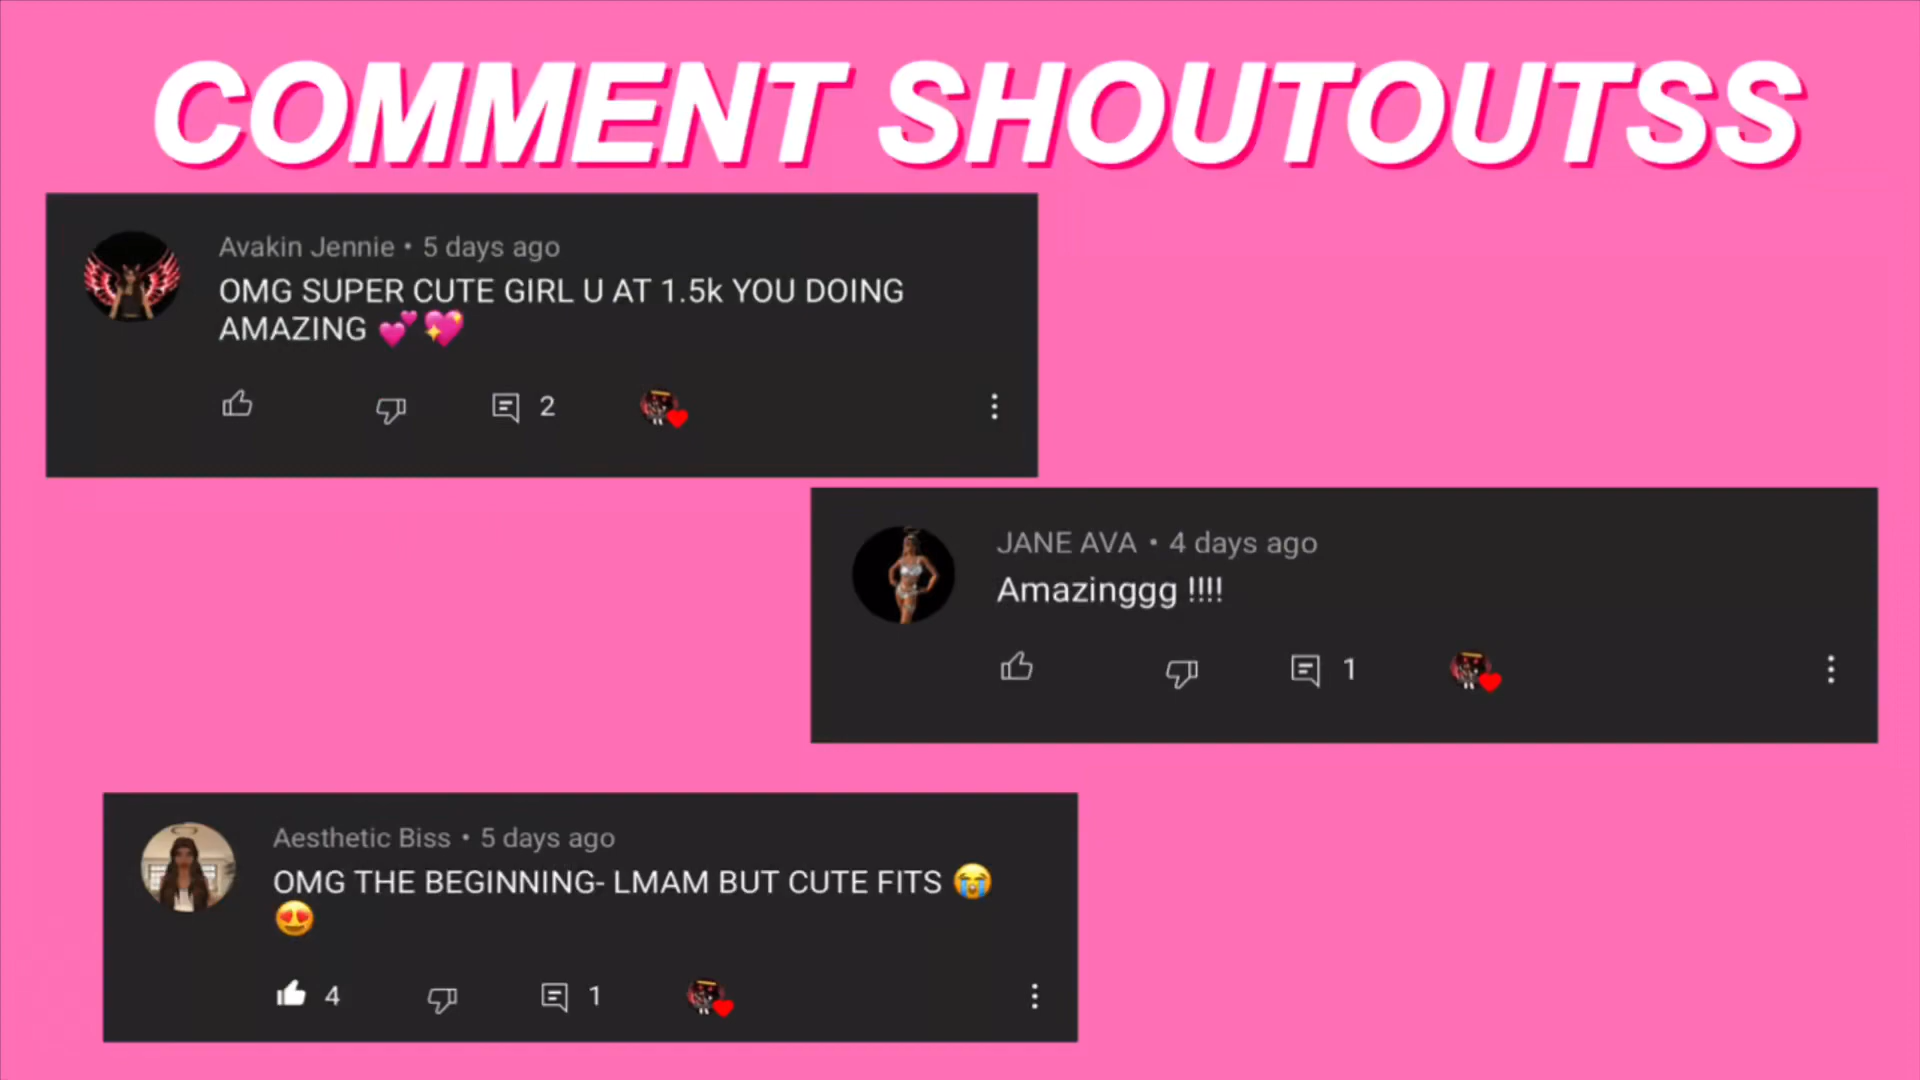 COMMENT SHOUTOUTSS
Avakin Jennie • 5 days ago
OMG SUPER CUTE GIRL U AT 1.5k YOU DOING
AMAZING 💕💖
2
JANE AVA • 4 days ago
Amazinggg !!!!
1
Aesthetic Biss • 5 days ago
OMG THE BEGINNING- LMAM BUT CUTE FITS 😭
😍
4 1